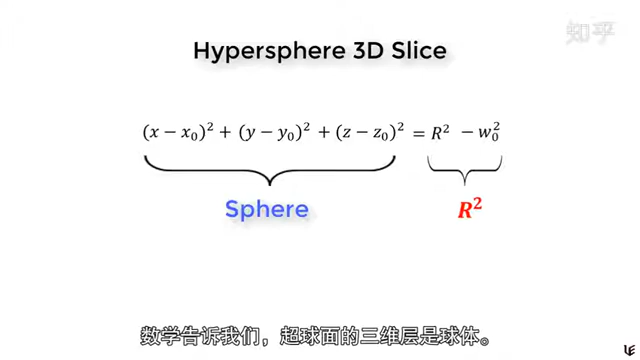 知乎
Hypersphere 3D Slice
(x − x₀)² + (y − y₀)² + (z − z₀)² = R² − w₀²
Sphere R²
数学告诉我们，超球面的三维层是球体。